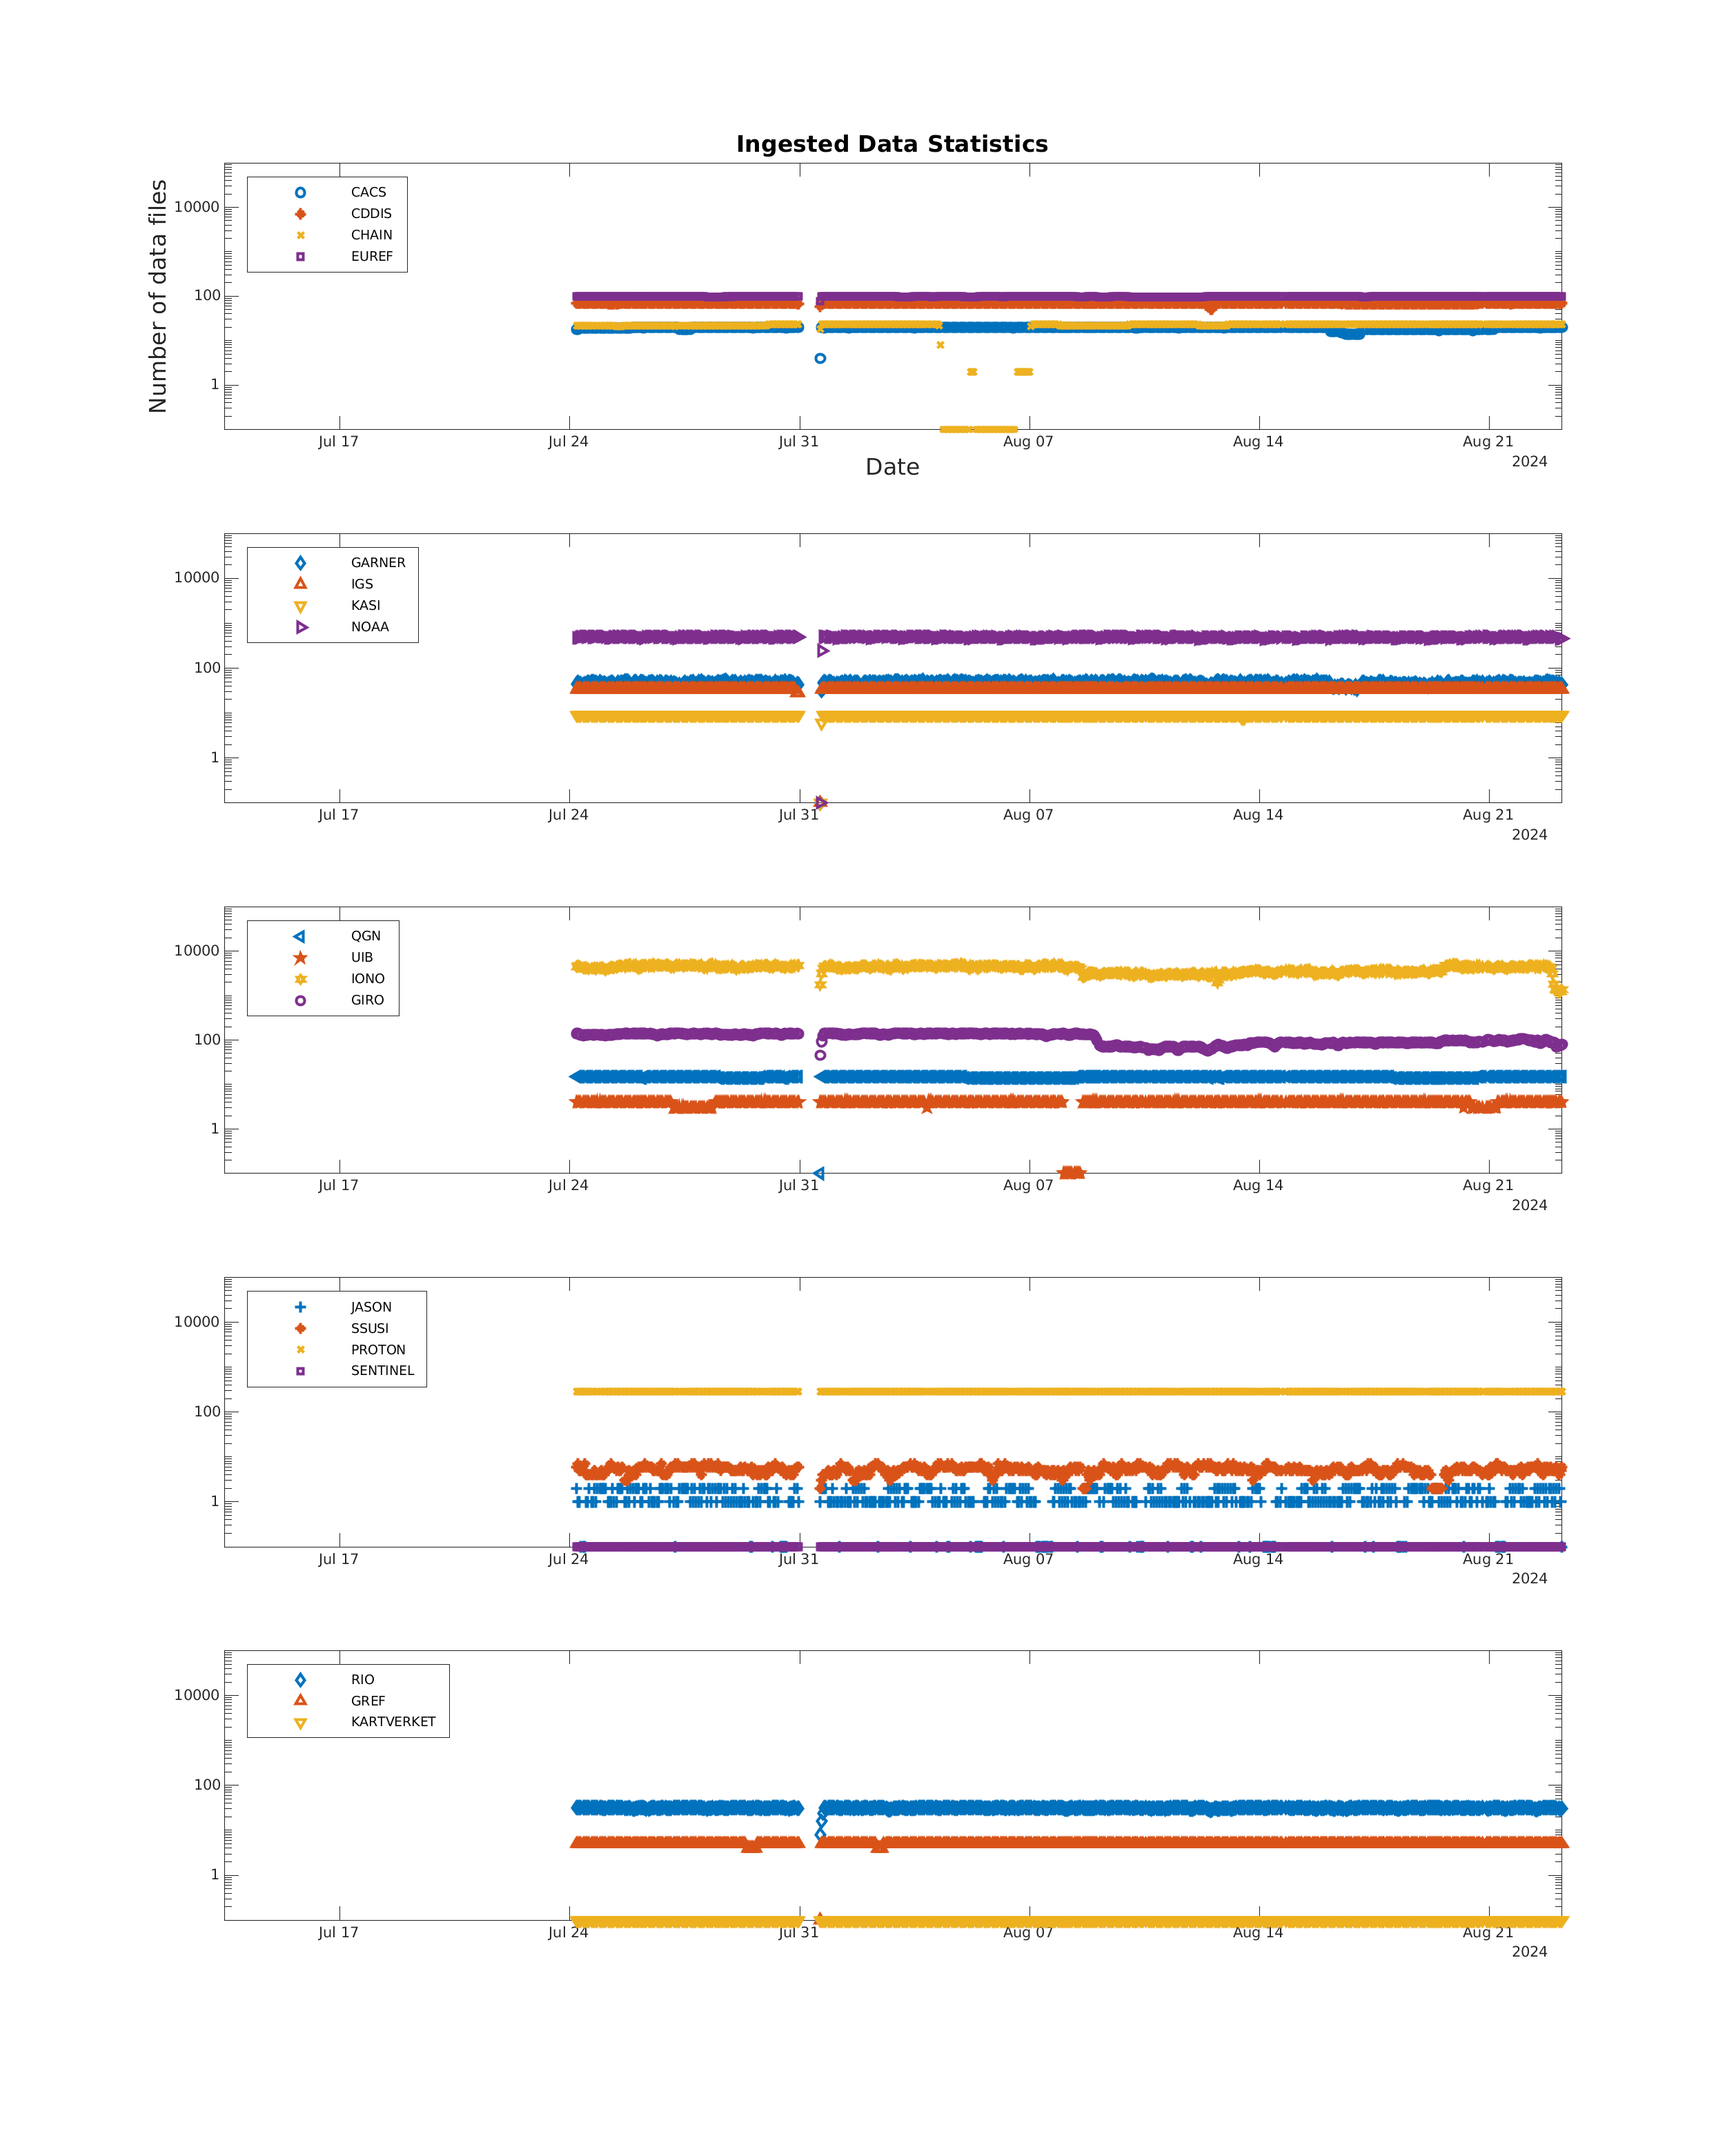 Ingested Data Statistics
Number of data files
10000
100
1
CACS
CDDIS
CHAIN
EUREF
Jul 17 Jul 24 Jul 31 Aug 07 Aug 14 Aug 21
2024
Date
10000
100
1
GARNER
IGS
KASI
NOAA
Jul 17 Jul 24 Jul 31 Aug 07 Aug 14 Aug 21
2024
10000
100
1
QGN
UIB
IONO
GIRO
Jul 17 Jul 24 Jul 31 Aug 07 Aug 14 Aug 21
2024
10000
100
1
JASON
SSUSI
PROTON
SENTINEL
Jul 17 Jul 24 Jul 31 Aug 07 Aug 14 Aug 21
2024
10000
100
1
RIO
GREF
KARTVERKET
Jul 17 Jul 24 Jul 31 Aug 07 Aug 14 Aug 21
2024